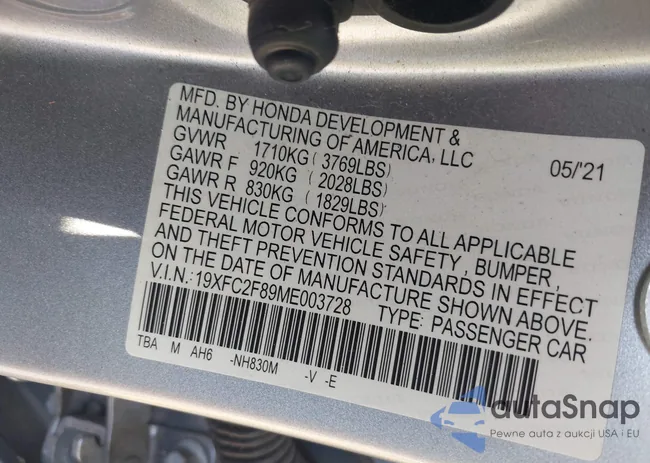 MFD. BY HONDA DEVELOPMENT &
MANUFACTURING OF AMERICA, LLC
GVWR 1710KG ( 3769LBS) 05/'21
GAWR F 920KG ( 2028LBS)
GAWR R 830KG ( 1829LBS)
THIS VEHICLE CONFORMS TO ALL APPLICABLE
FEDERAL MOTOR VEHICLE SAFETY, BUMPER,
AND THEFT PREVENTION STANDARDS IN EFFECT
ON THE DATE OF MANUFACTURE SHOWN ABOVE.
V.I.N.:19XFC2F89ME003728 TYPE: PASSENGER CAR
TBA M AH6 -NH830M -V -E
autaSnap
Pewne auta z aukcji USA i EU